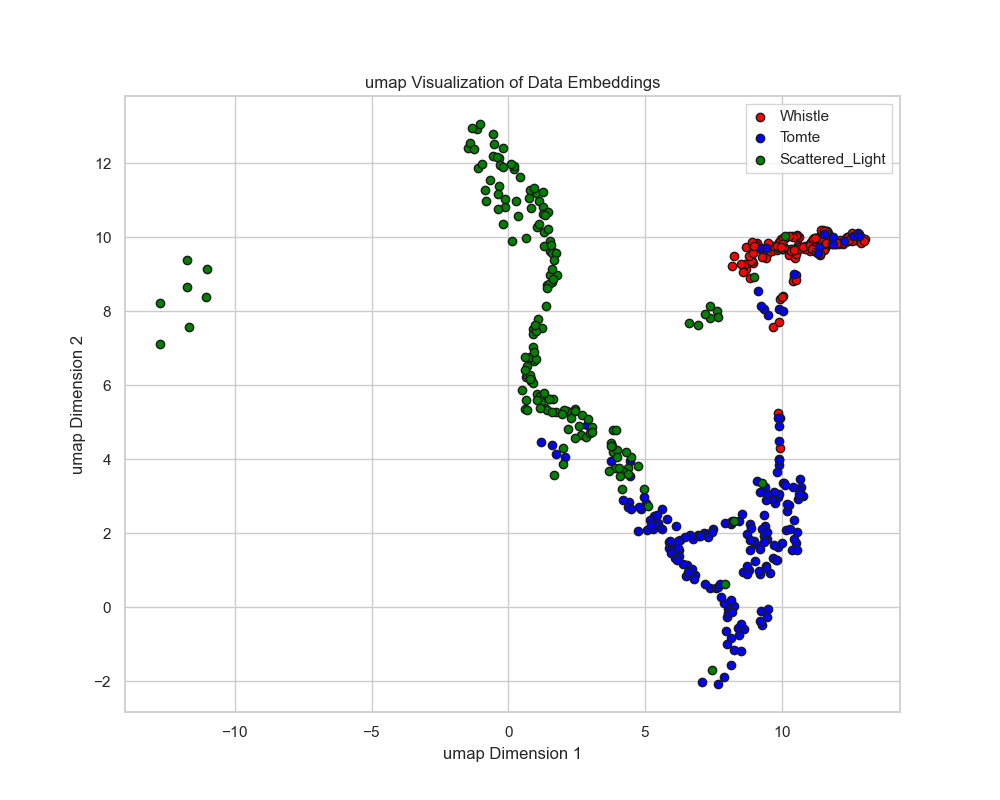 umap Visualization of Data Embeddings
Whistle
Tomte
Scattered_Light
umap Dimension 2
12
10
8
6
4
2
0
−2
−10
−5
0
5
10
umap Dimension 1